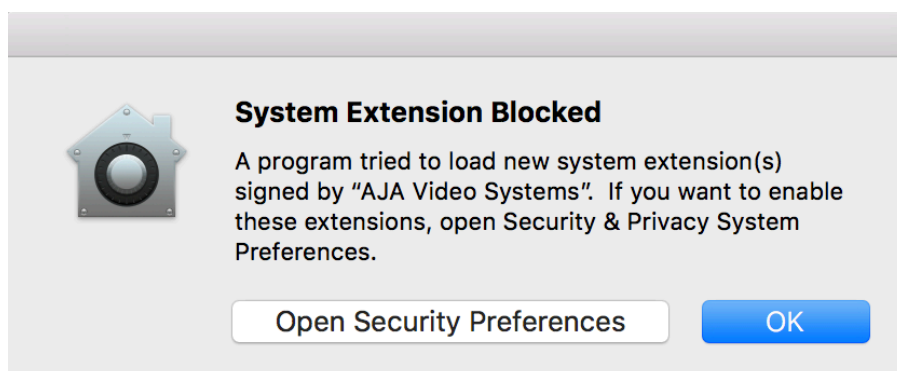 System Extension Blocked
A program tried to load new system extension(s)
signed by “AJA Video Systems”.  If you want to enable
these extensions, open Security & Privacy System
Preferences.
Open Security Preferences
OK